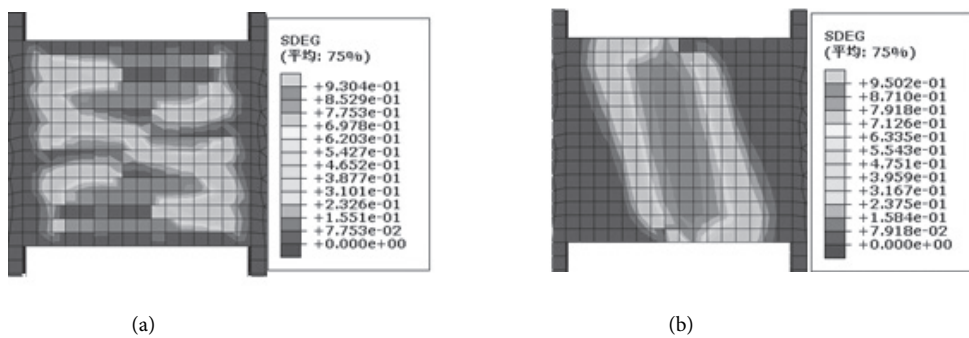 SDEG
(平均: 75%)
+9.304e-01
+8.529e-01
+7.753e-01
+6.978e-01
+6.203e-01
+5.427e-01
+4.652e-01
+3.877e-01
+3.101e-01
+2.326e-01
+1.551e-01
+7.753e-02
+0.000e+00
(a)
SDEG
(平均: 75%)
+9.502e-01
+8.710e-01
+7.918e-01
+7.126e-01
+6.335e-01
+5.543e-01
+4.751e-01
+3.959e-01
+3.167e-01
+2.375e-01
+1.584e-01
+7.918e-02
+0.000e+00
(b)